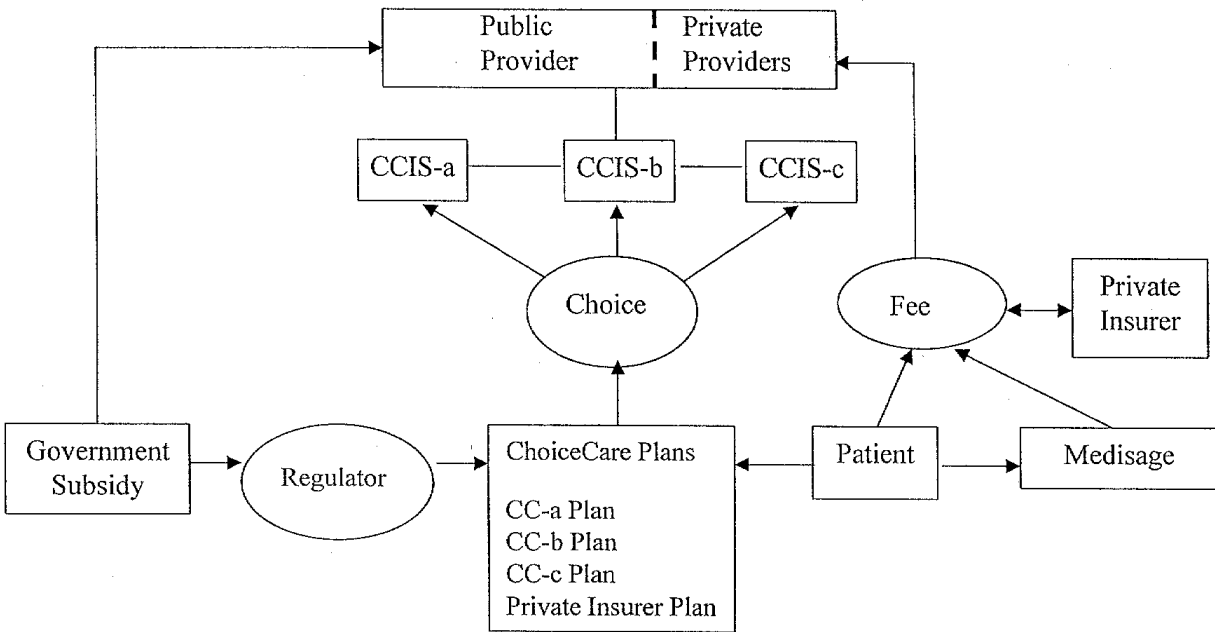 Public
Provider
Private
Providers
CCIS-a
CCIS-b
CCIS-c
Choice
Fee
Private
Insurer
Government
Subsidy
Regulator
ChoiceCare Plans
CC-a Plan
CC-b Plan
CC-c Plan
Private Insurer Plan
Patient
Medisage